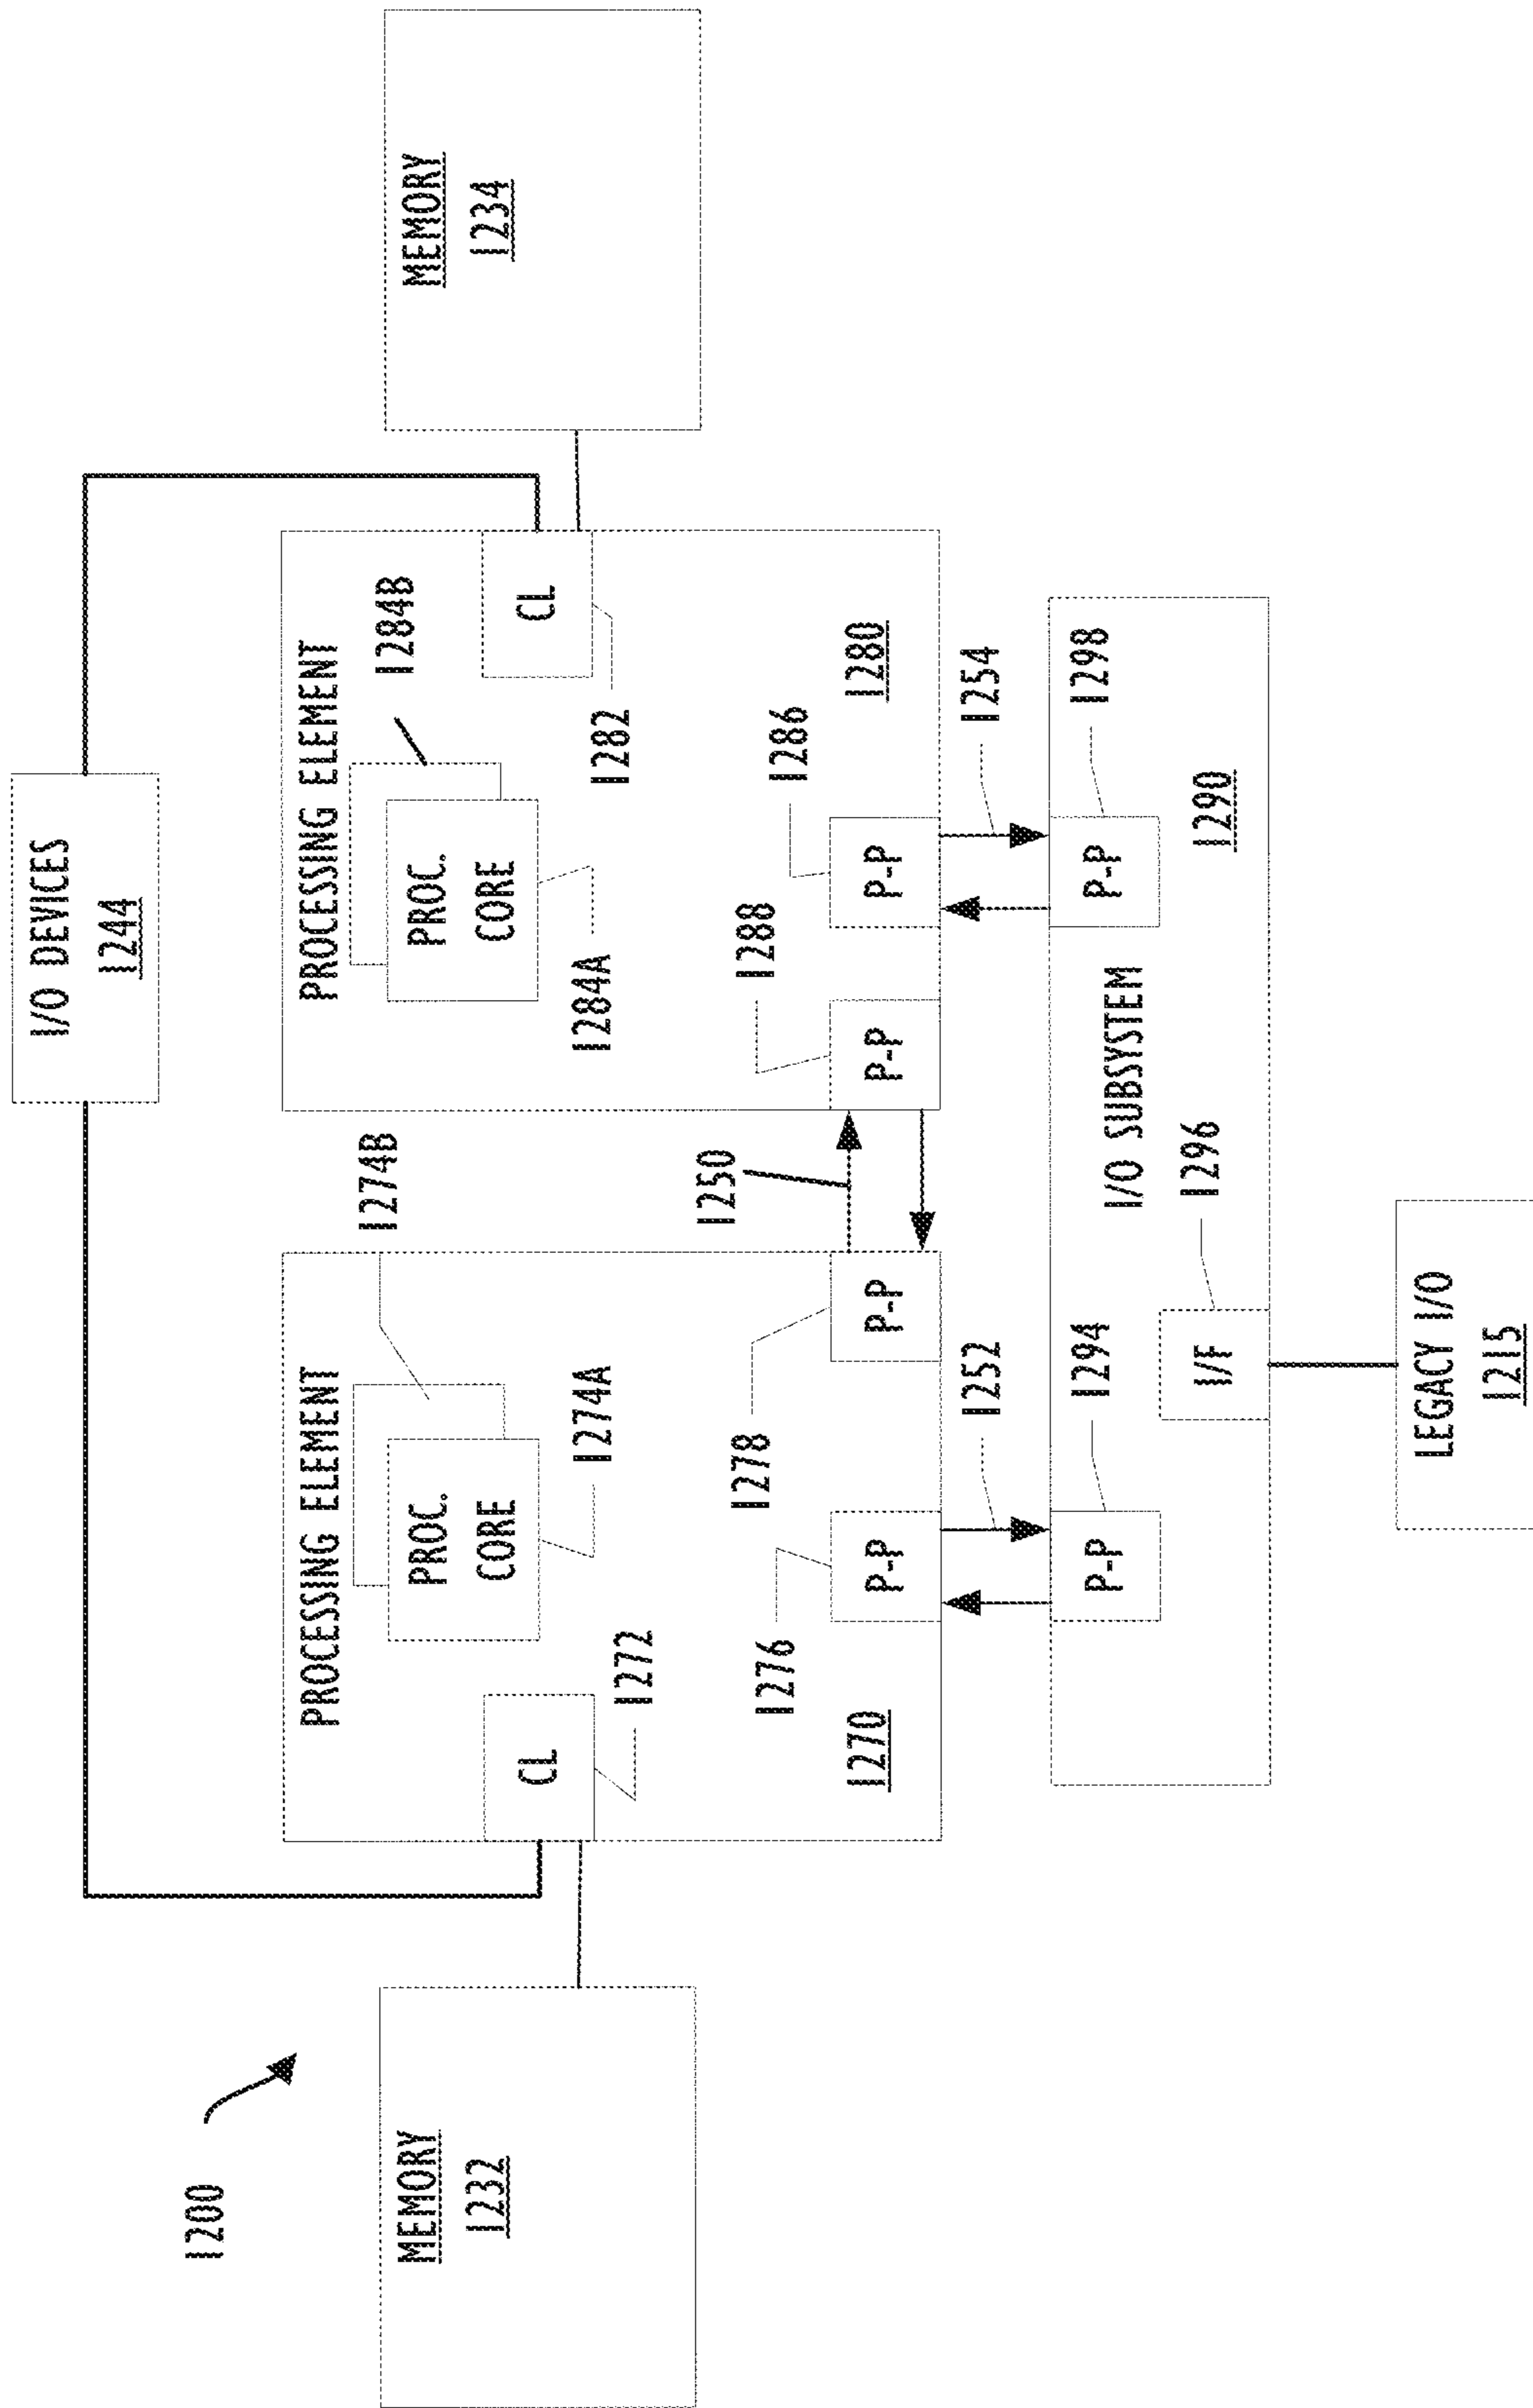 1200
I/O DEVICES
1244
MEMORY
1232
PROCESSING ELEMENT
1274B
PROC.
CORE
1274A
CL
1272
1278
P-P
1276
P-P
1270
1250
PROCESSING ELEMENT
1284B
PROC.
CORE
1284A
CL
1282
1288
P-P
1286
P-P
1280
MEMORY
1234
1252
1254
P-P
1294
I/O SUBSYSTEM
P-P
1298
1290
I/F
1296
LEGACY I/O
1215